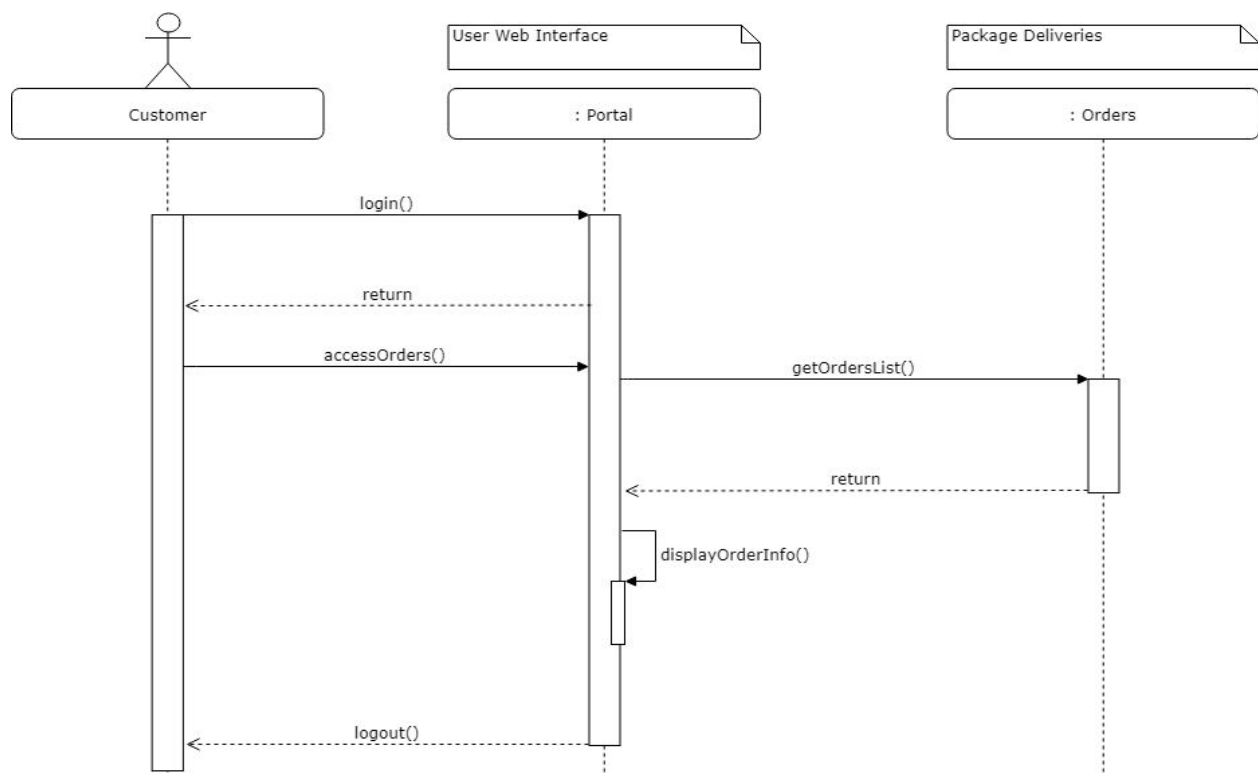 User Web Interface
Package Deliveries
Customer
: Portal
: Orders
login()
return
accessOrders()
getOrdersList()
return
displayOrderInfo()
logout()